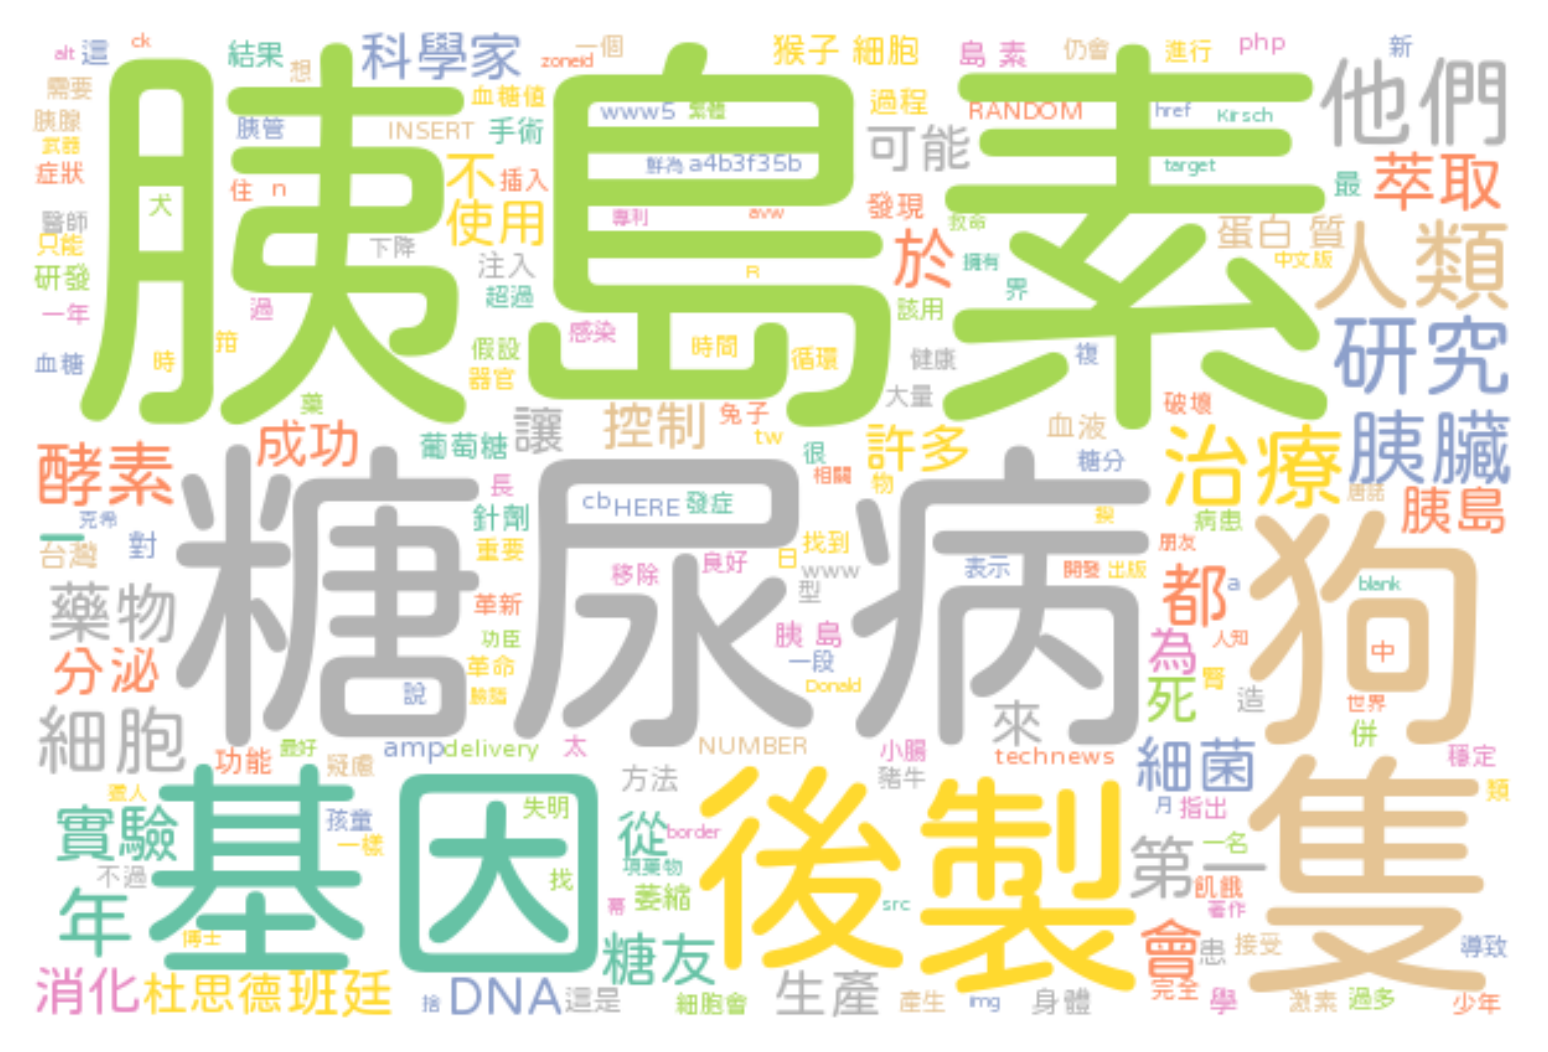 alt 這 ck 結果 想 科學家 zoneid 一個 猴子 細胞 島 素 仍會 進行 php 新
需要 胰島素 血糖值 www5 繁體 過程 RANDOM href Kirsch 他們
胰腺 胰管 INSERT 手術 可能
武器 症狀 住 n 不 插入 鮮為 a4b3f35b target 最 萃取
犬 使用 專利 avw 發現 救命 蛋白 質 人類
醫師 只能 下降 於 擁有 中文版
研發 注入 R 界
一年 過 超過 感染 該用 研究
血糖 時 假設 時間 循環 健康 複
器官 大量
藥 讓 控制 兔子 tw 許多 血液 破壞 治療 胰臟
酵素 成功 葡萄糖 很 糖分
長 相關 物 唐諾 胰島
克希 一 糖尿病 cb HERE 發症 針劑 病患 狗
台灣 對 重要 日 找到 朋友
移除 良好 www 表示 開發 出版 都 a blank
藥物 革新 型
功臣 胰 島 為 人知 中
分泌 革命 一段 腎
說 Donald 死 造 世界
細胞 來 併
功能 最好 amp delivery 太 NUMBER 小腸 technews 細菌 穩定
疑慮 方法 豬牛 隻 類
基因 後製 月 指出
實驗 孩童 失明 從 border 第一 一名
一樣 項藥物
不過 找 萎縮 src 飢餓
年 著作
博士 糖友 會 患 接受 導致
消化 杜思德 班廷 捨 DNA 這是 細胞會 生產 產生 img 身體 完全 學 激素 過多 少年